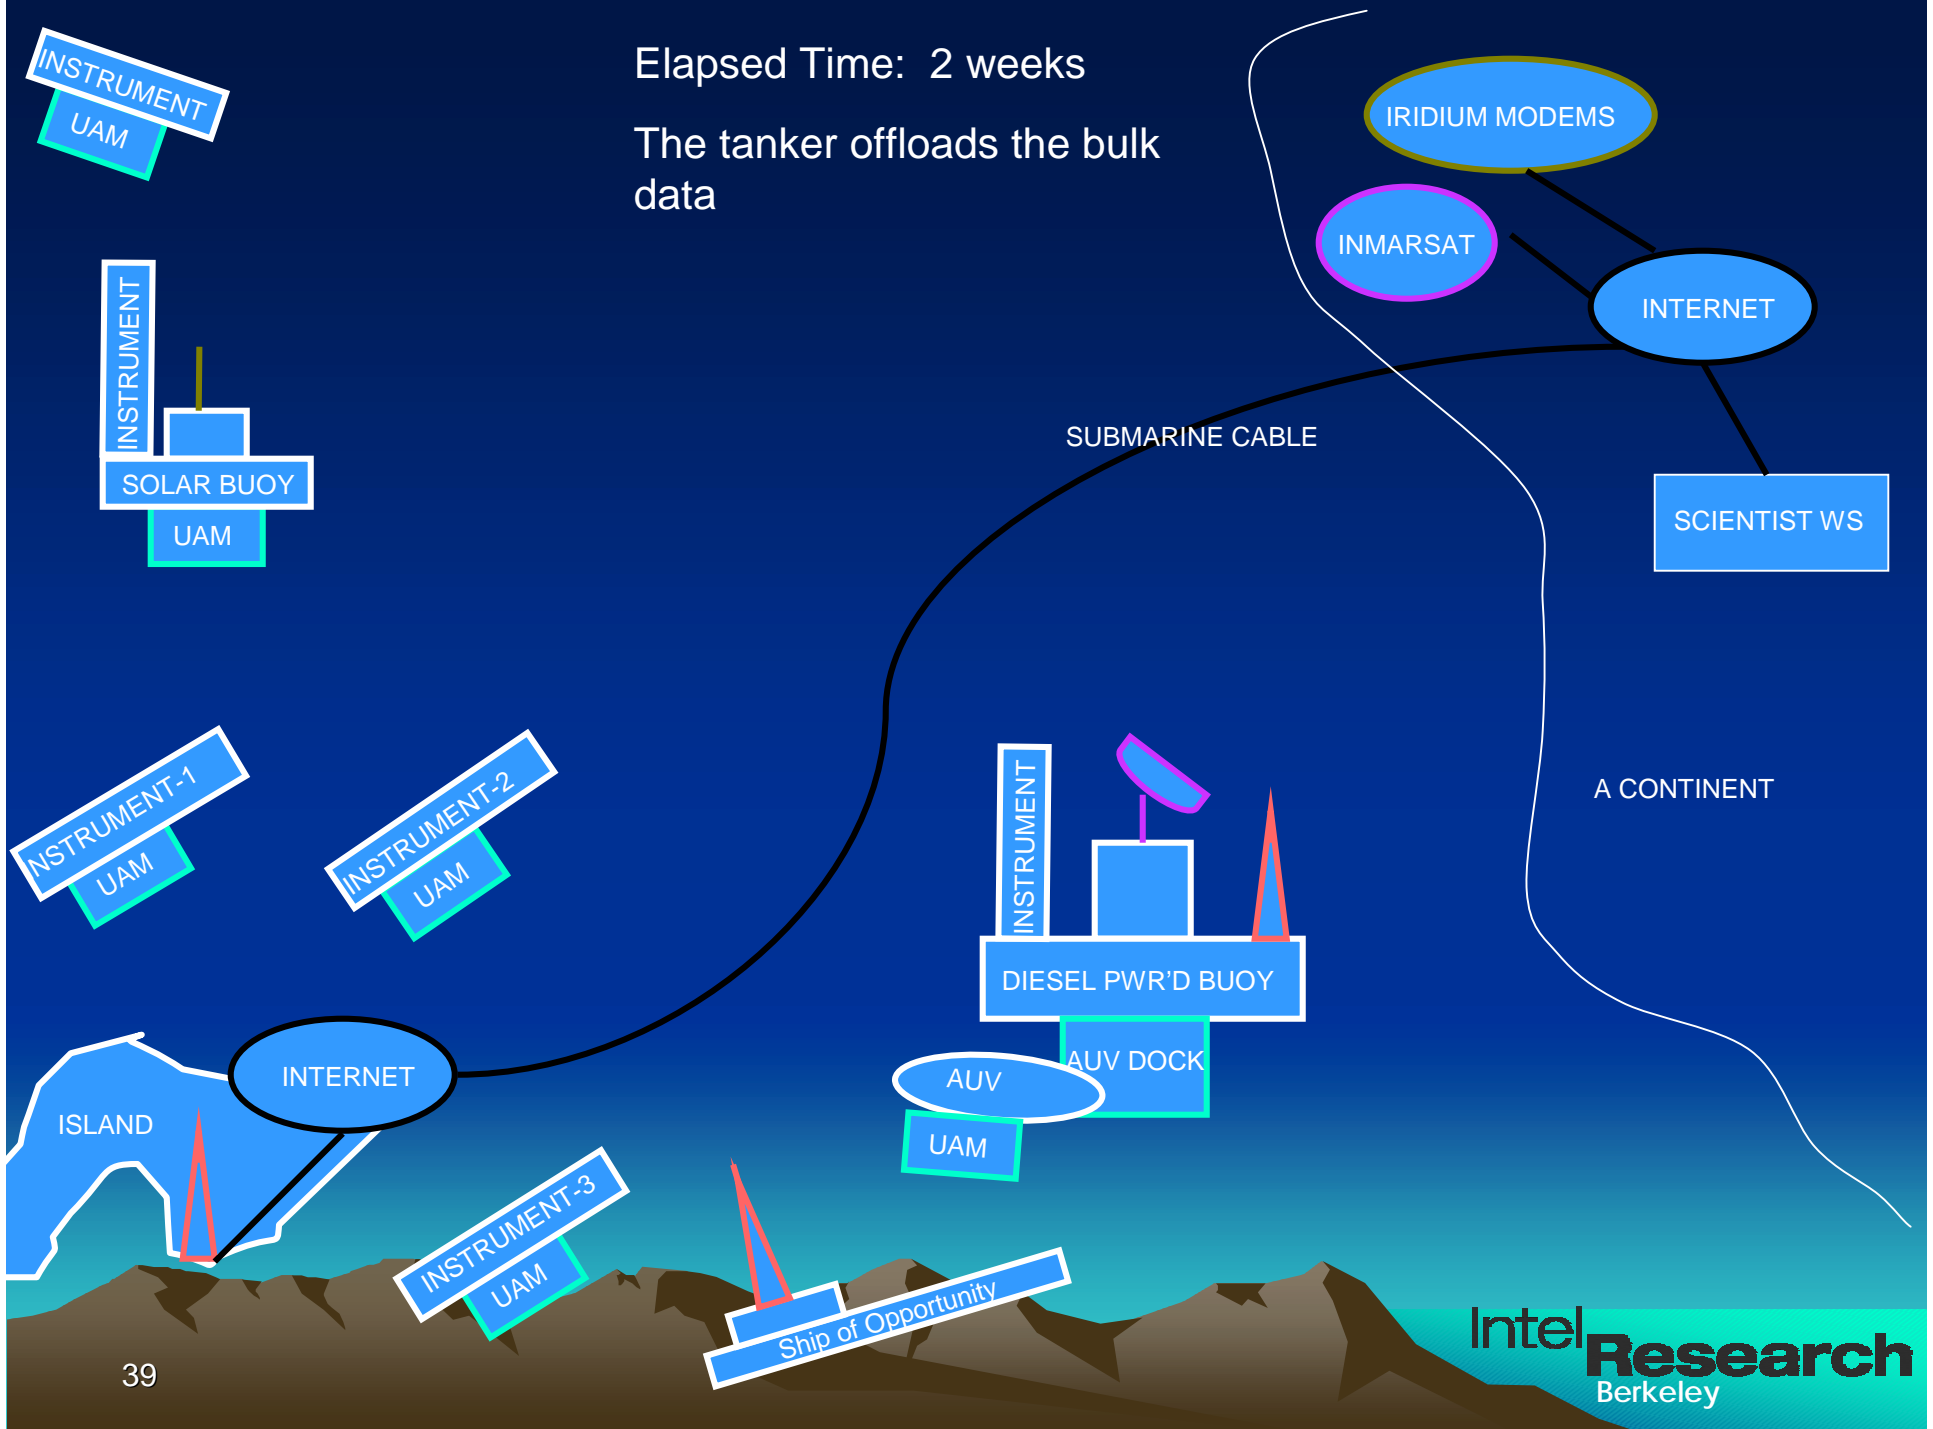 Elapsed Time: 2 weeks
The tanker offloads the bulk
data
INSTRUMENT
UAM
IRIDIUM MODEMS
INMARSAT
INTERNET
INSTRUMENT
SOLAR BUOY
UAM
SUBMARINE CABLE
SCIENTIST WS
NSTRUMENT-1
UAM
INSTRUMENT-2
UAM
INSTRUMENT
A CONTINENT
DIESEL PWR'D BUOY
AUV DOCK
AUV
UAM
INTERNET
ISLAND
INSTRUMENT-3
UAM
Ship of Opportunity
39
Intel
Research
Berkeley